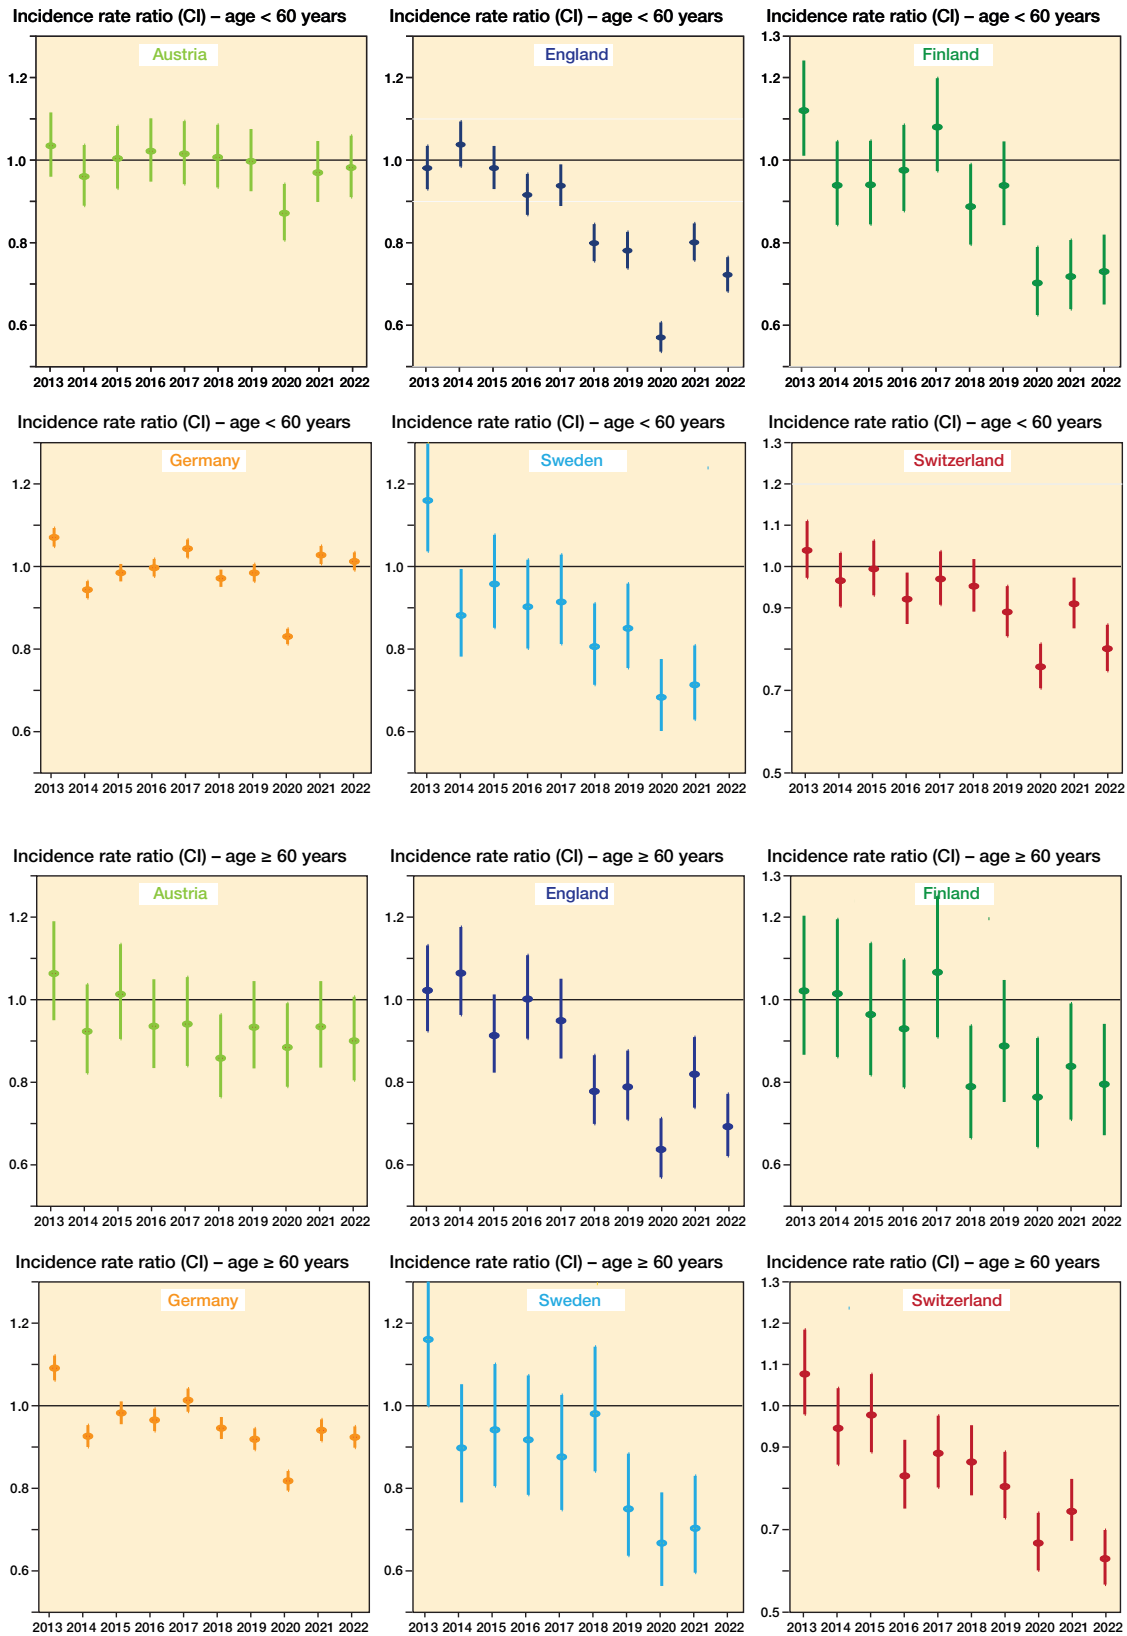 Incidence rate ratio (CI) – age < 60 years Incidence rate ratio (CI) – age < 60 years Incidence rate ratio (CI) – age < 60 years
1.3
Austria England Finland
1.2 1.2 1.2
1.0 1.0 1.0
0.8 0.8 0.8
0.6 0.6 0.6
2013 2014 2015 2016 2017 2018 2019 2020 2021 2022 2013 2014 2015 2016 2017 2018 2019 2020 2021 2022 2013 2014 2015 2016 2017 2018 2019 2020 2021 2022
Incidence rate ratio (CI) – age < 60 years Incidence rate ratio (CI) – age < 60 years Incidence rate ratio (CI) – age < 60 years
1.3
Germany Sweden Switzerland
1.2 1.2 1.2
1.1
1.0 1.0 1.0
0.9
0.8 0.8
0.7
0.6 0.6
0.5
2013 2014 2015 2016 2017 2018 2019 2020 2021 2022 2013 2014 2015 2016 2017 2018 2019 2020 2021 2022 2013 2014 2015 2016 2017 2018 2019 2020 2021 2022
Incidence rate ratio (CI) – age ≥ 60 years Incidence rate ratio (CI) – age ≥ 60 years Incidence rate ratio (CI) – age ≥ 60 years
1.3
Austria England Finland
1.2 1.2 1.2
1.0 1.0 1.0
0.8 0.8 0.8
0.6 0.6 0.6
2013 2014 2015 2016 2017 2018 2019 2020 2021 2022 2013 2014 2015 2016 2017 2018 2019 2020 2021 2022 2013 2014 2015 2016 2017 2018 2019 2020 2021 2022
Incidence rate ratio (CI) – age ≥ 60 years Incidence rate ratio (CI) – age ≥ 60 years Incidence rate ratio (CI) – age ≥ 60 years
1.3
Germany Sweden Switzerland
1.2 1.2 1.2
1.1
1.0 1.0 1.0
0.9
0.8 0.8
0.7
0.6 0.6
0.5
2013 2014 2015 2016 2017 2018 2019 2020 2021 2022 2013 2014 2015 2016 2017 2018 2019 2020 2021 2022 2013 2014 2015 2016 2017 2018 2019 2020 2021 2022